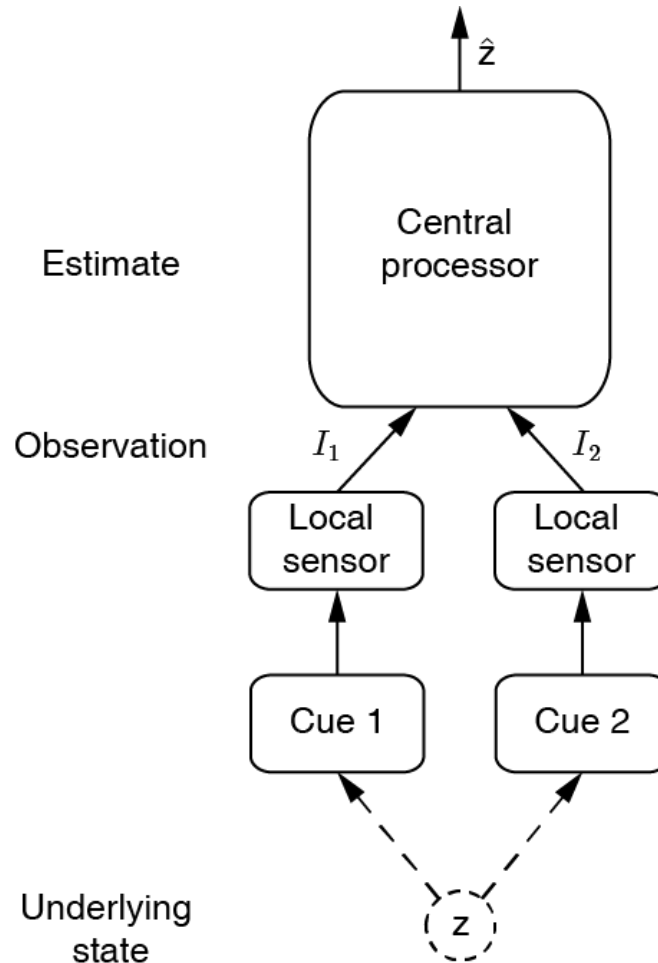 ẑ
Central
processor
Estimate
Observation
I₁
I₂
Local
sensor
Local
sensor
Cue 1
Cue 2
Underlying
state
z